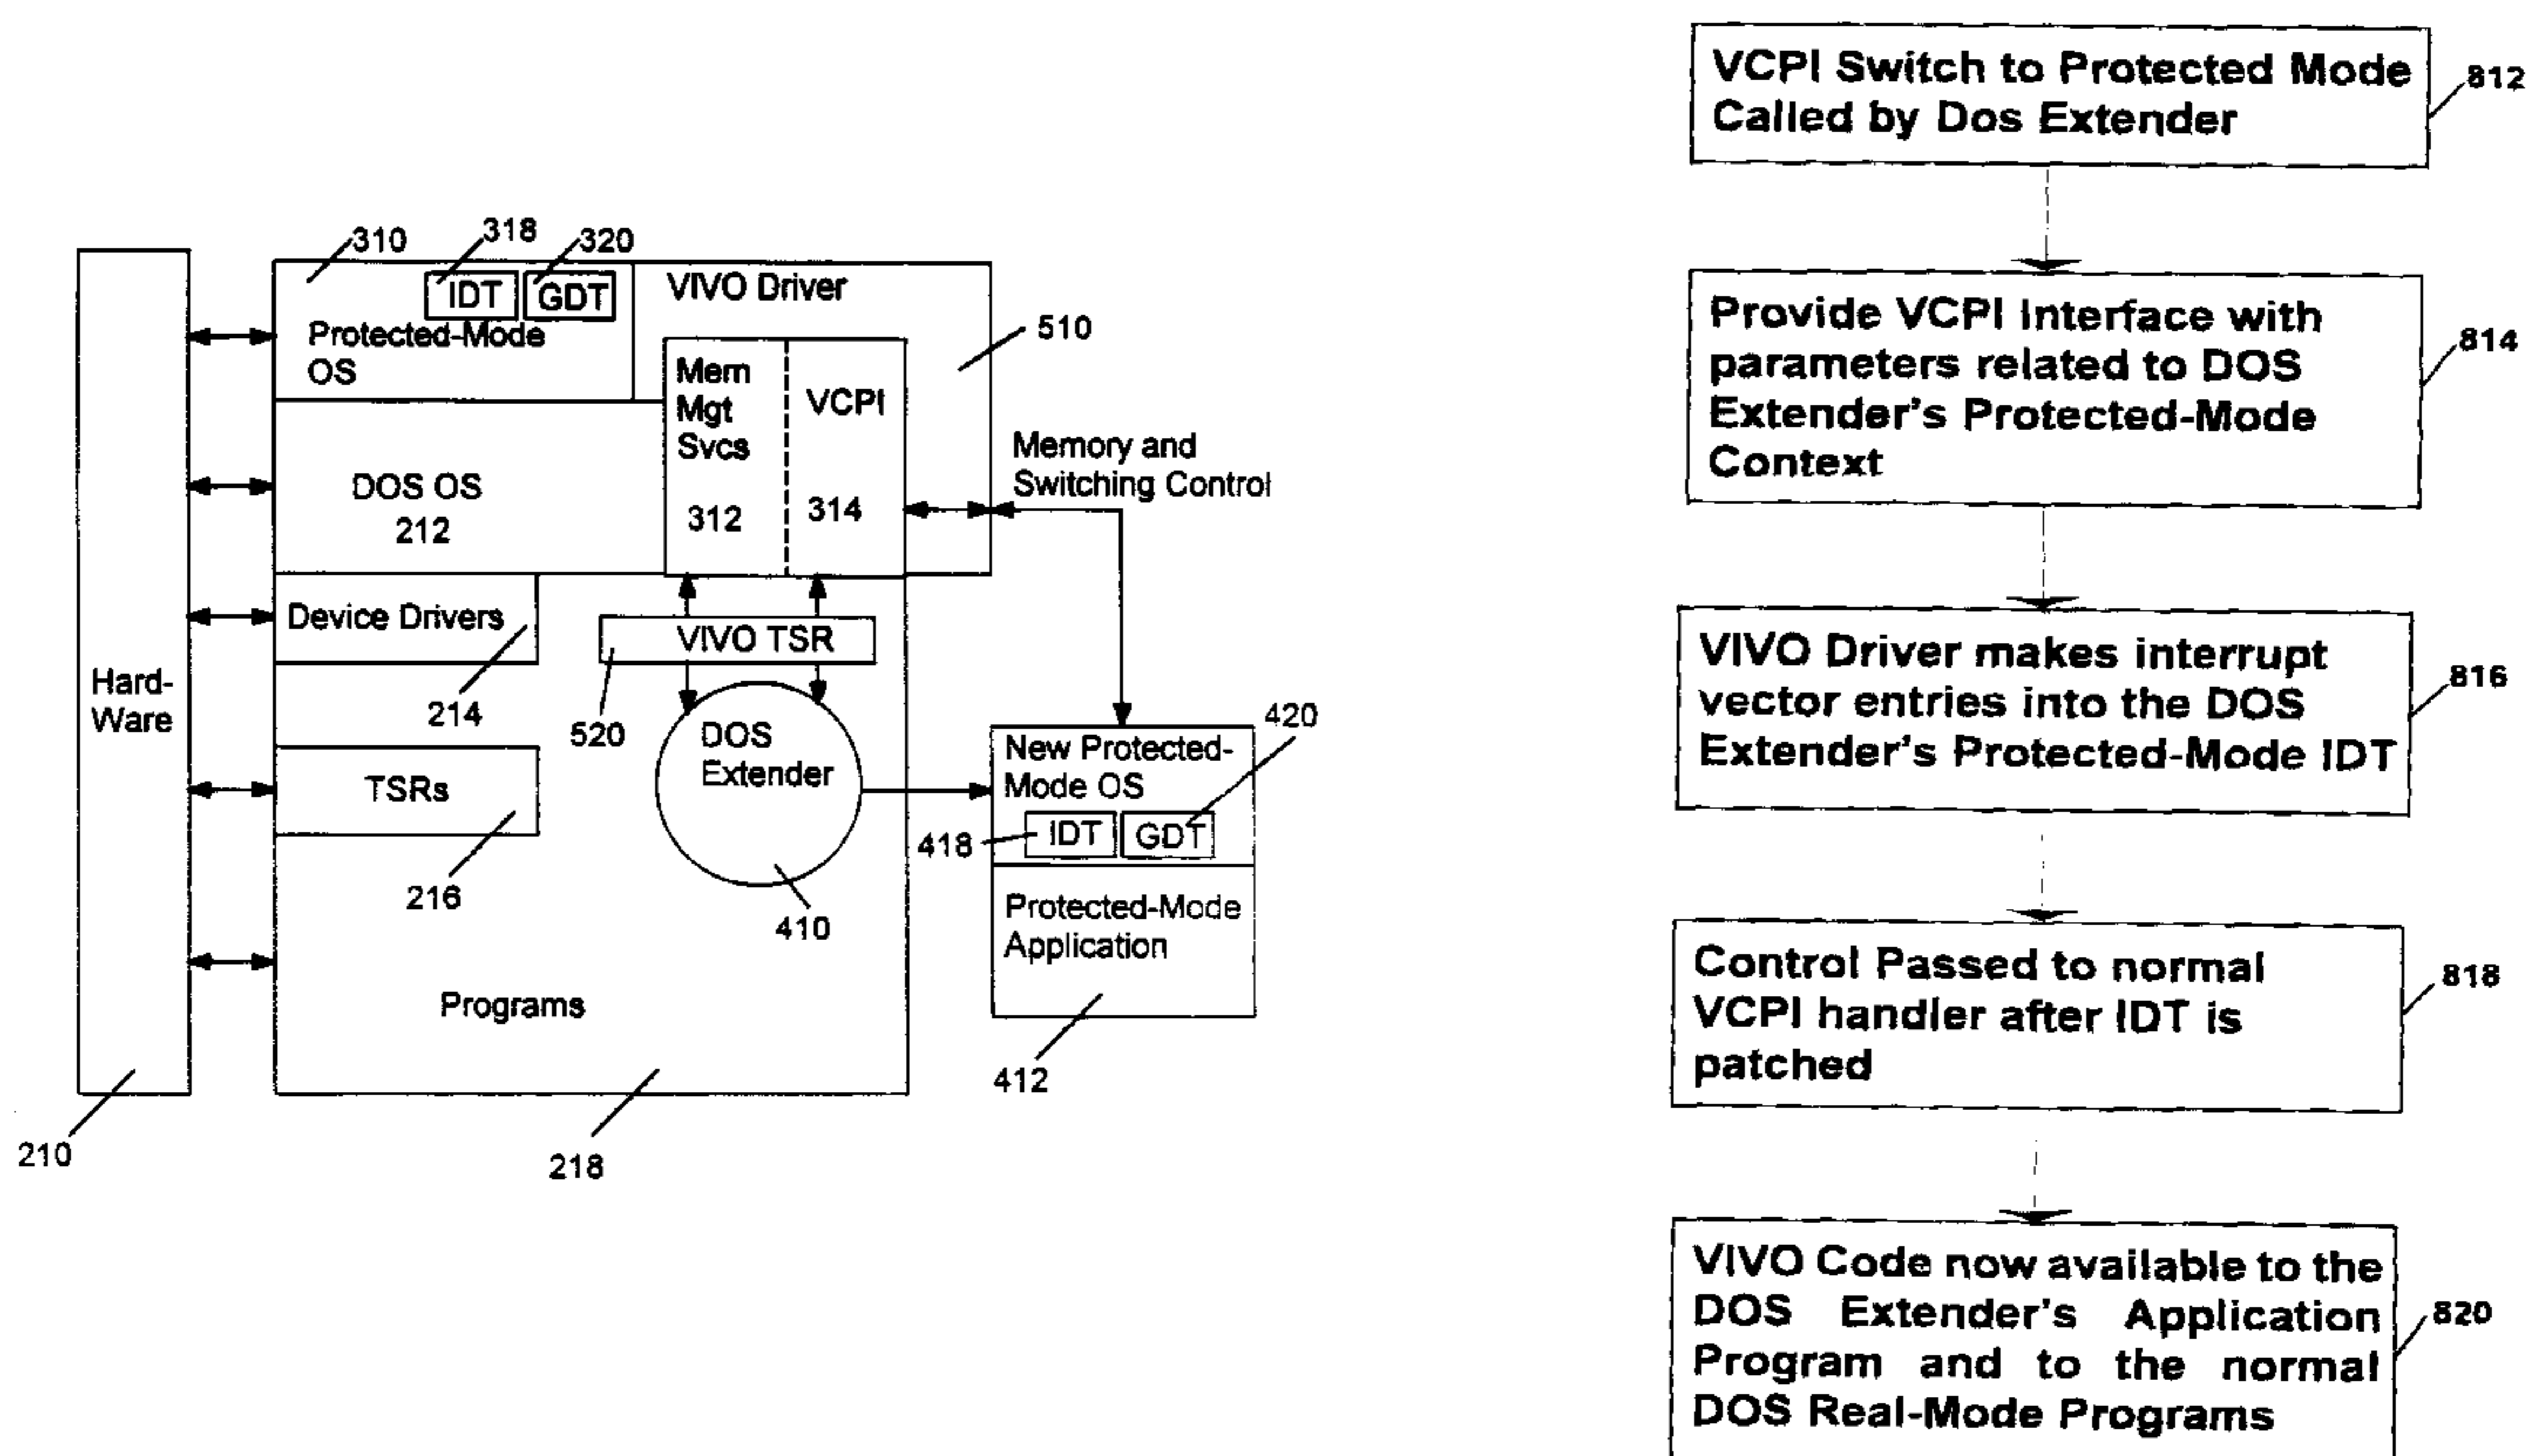 310
318
320
IDT
GDT
Protected-Mode
OS
VIVO Driver
510
Mem
Mgt
Svcs
312
VCPI
314
Memory and
Switching Control
DOS OS
212
Device Drivers
214
VIVO TSR
520
Hard-
Ware
DOS
Extender
410
TSRs
216
New Protected-
Mode OS
420
418
IDT
GDT
Protected-Mode
Application
412
Programs
210
218
VCPI Switch to Protected Mode
Called by Dos Extender
812
Provide VCPI Interface with
parameters related to DOS
Extender's Protected-Mode
Context
814
VIVO Driver makes interrupt
vector entries into the DOS
Extender's Protected-Mode IDT
816
Control Passed to normal
VCPI handler after IDT is
patched
818
VIVO Code now available to the
DOS Extender's Application
Program and to the normal
DOS Real-Mode Programs
820